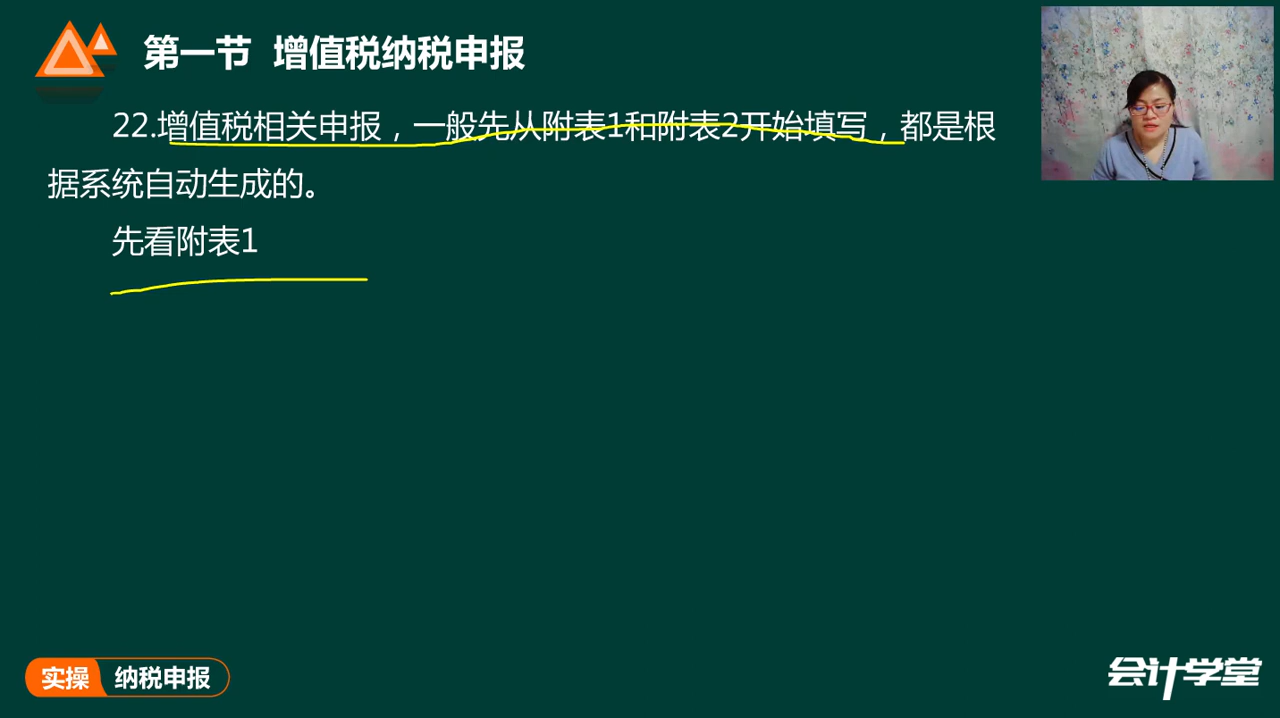 第一节 增值税纳税申报
22.增值税相关申报，一般先从附表1和附表2开始填写，都是根
据系统自动生成的。
先看附表1
实操 纳税申报
会计学堂